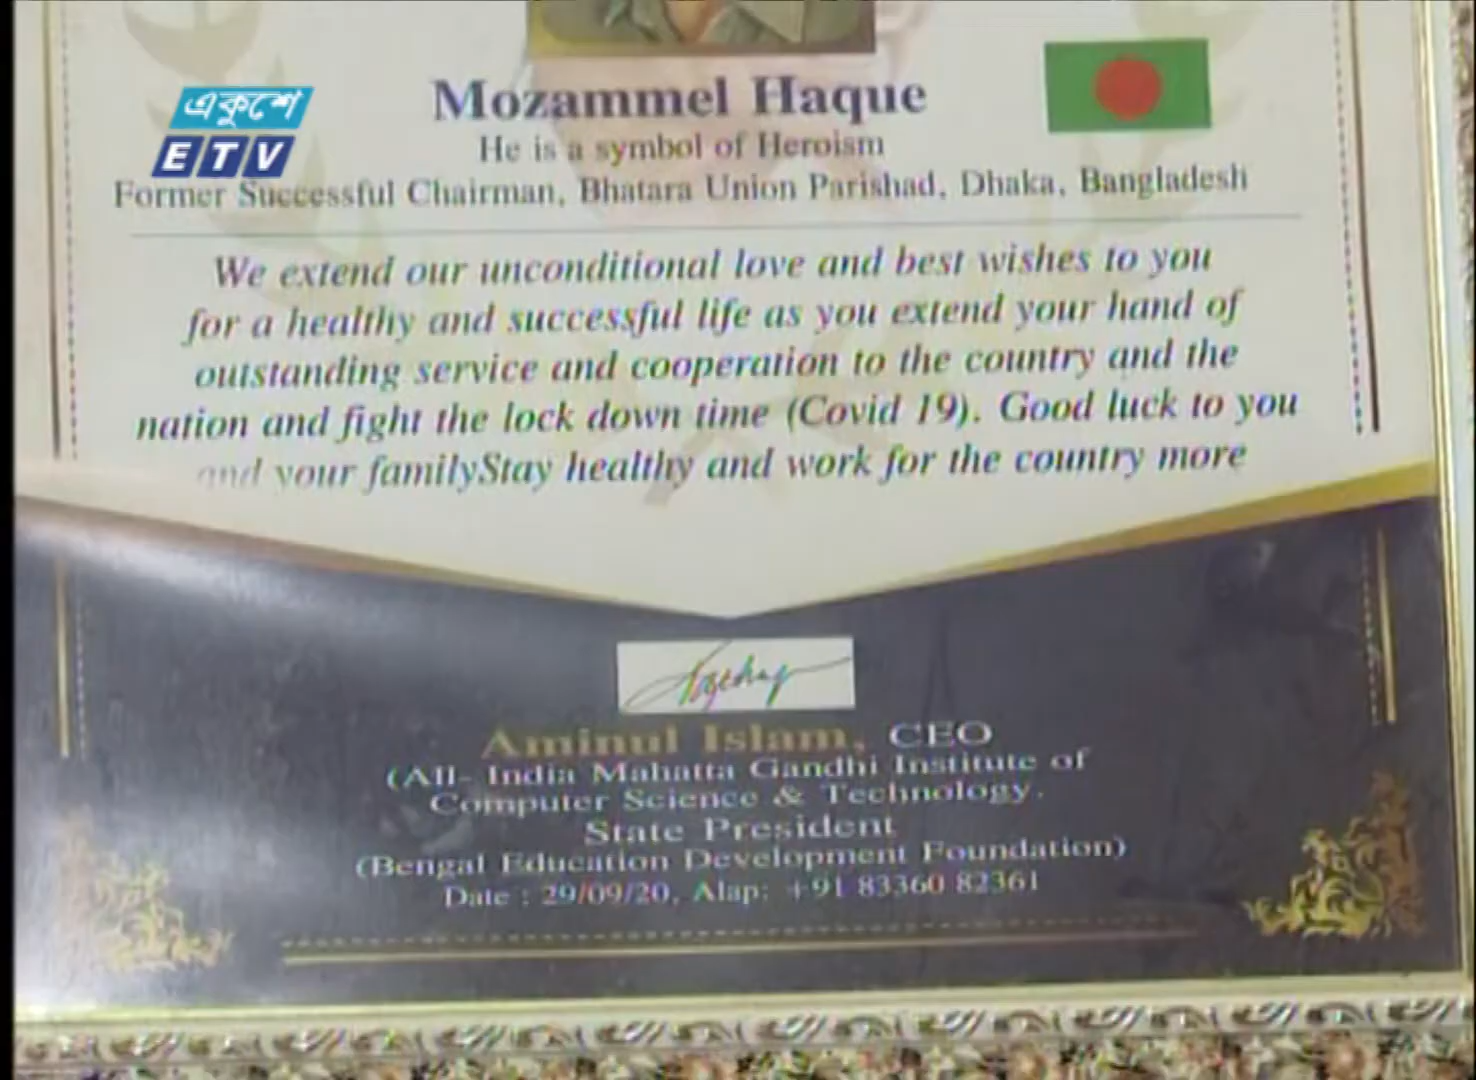 একুশে
ETV
Mozammel Haque
He is a symbol of Heroism
Former Successful Chairman, Bhatara Union Parishad, Dhaka, Bangladesh
We extend our unconditional love and best wishes to you
for a healthy and successful life as you extend your hand of
outstanding service and cooperation to the country and the
nation and fight the lock down time (Covid 19). Good luck to you
and your familyStay healthy and work for the country more
Aminul Islam, CEO
(All- India Mahatta Gandhi Institute of
Computer Science & Technology.
State President
(Bengal Education Development Foundation)
Date : 29/09/20, Alap: +91 83360 82361